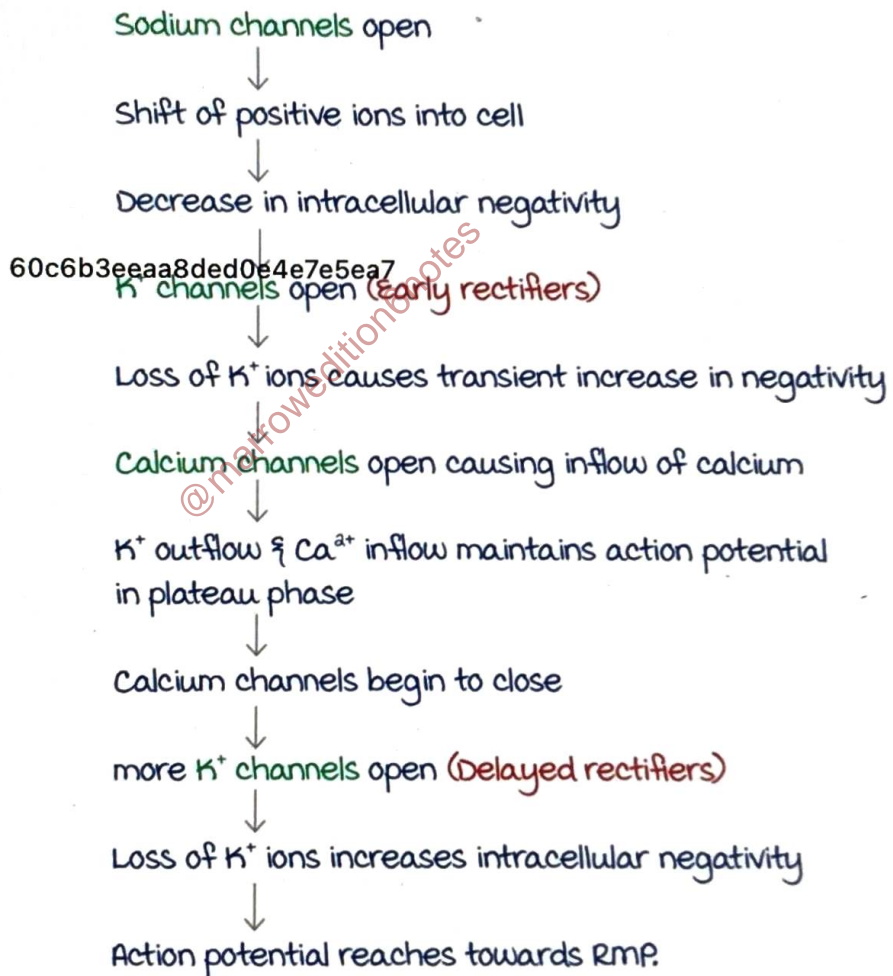 Sodium channels open
Shift of positive ions into cell
Decrease in intracellular negativity
60c6b3eeaa8ded0e4e7e5ea7
K⁺ channels open (Early rectifiers)
Loss of K⁺ ions causes transient increase in negativity
Calcium channels open causing inflow of calcium
K⁺ outflow & Ca²⁺ inflow maintains action potential
in plateau phase
Calcium channels begin to close
more K⁺ channels open (Delayed rectifiers)
Loss of K⁺ ions increases intracellular negativity
Action potential reaches towards RMP.
@marrowedition6notes